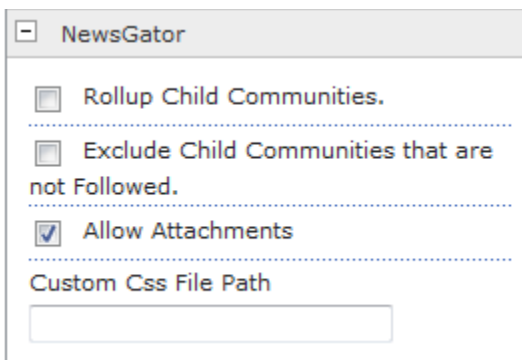 NewsGator
Rollup Child Communities.
Exclude Child Communities that are
not Followed.
Allow Attachments
Custom Css File Path